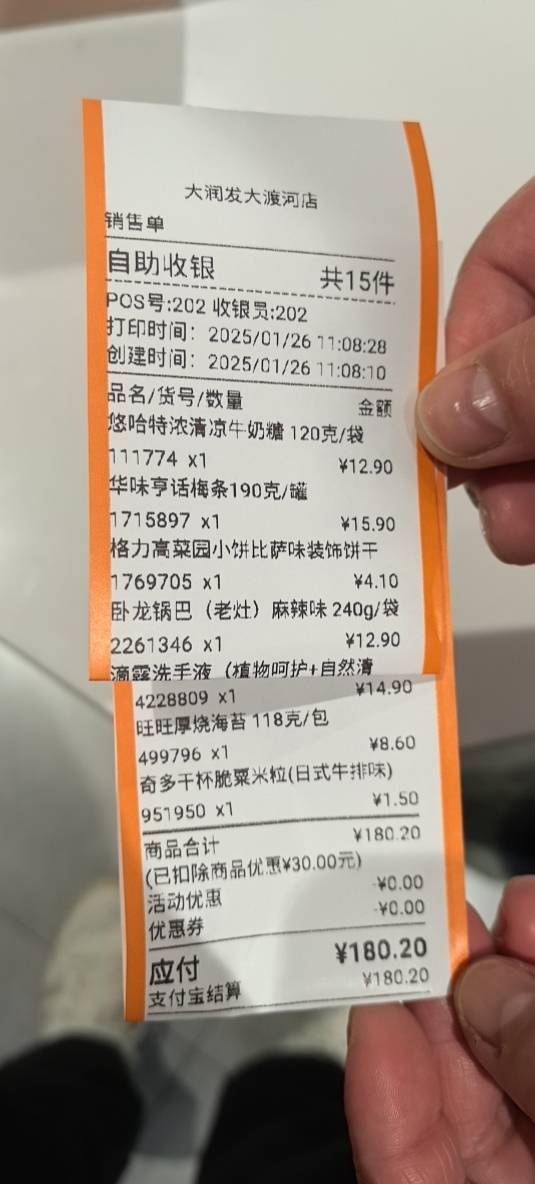 大润发大渡河店
销售单
自助收银 共15件
POS号:202 收银员:202
打印时间: 2025/01/26 11:08:28
创建时间: 2025/01/26 11:08:10
品名/货号/数量 金额
悠哈特浓清凉牛奶糖 120克/袋
111774 x1 ¥12.90
华味亨话梅条190克/罐
1715897 x1 ¥15.90
格力高菜园小饼比萨味装饰饼干
1769705 x1 ¥4.10
卧龙锅巴（老灶）麻辣味 240g/袋
2261346 x1 ¥12.90
滴露洗手液（植物呵护+自然清
4228809 x1 ¥14.90
旺旺厚烧海苔 118克/包
499796 x1 ¥8.60
奇多干杯脆粟米粒(日式牛排味)
951950 x1 ¥1.50
商品合计 ¥180.20
(已扣除商品优惠¥30.00元)
活动优惠 -¥0.00
优惠券 -¥0.00
应付 ¥180.20
支付宝结算 ¥180.20